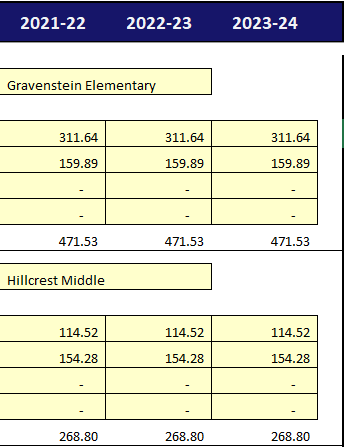 2021-22 2022-23 2023-24
Gravenstein Elementary
311.64 311.64 311.64
159.89 159.89 159.89
- - -
- - -
471.53 471.53 471.53
Hillcrest Middle
114.52 114.52 114.52
154.28 154.28 154.28
- - -
- - -
268.80 268.80 268.80